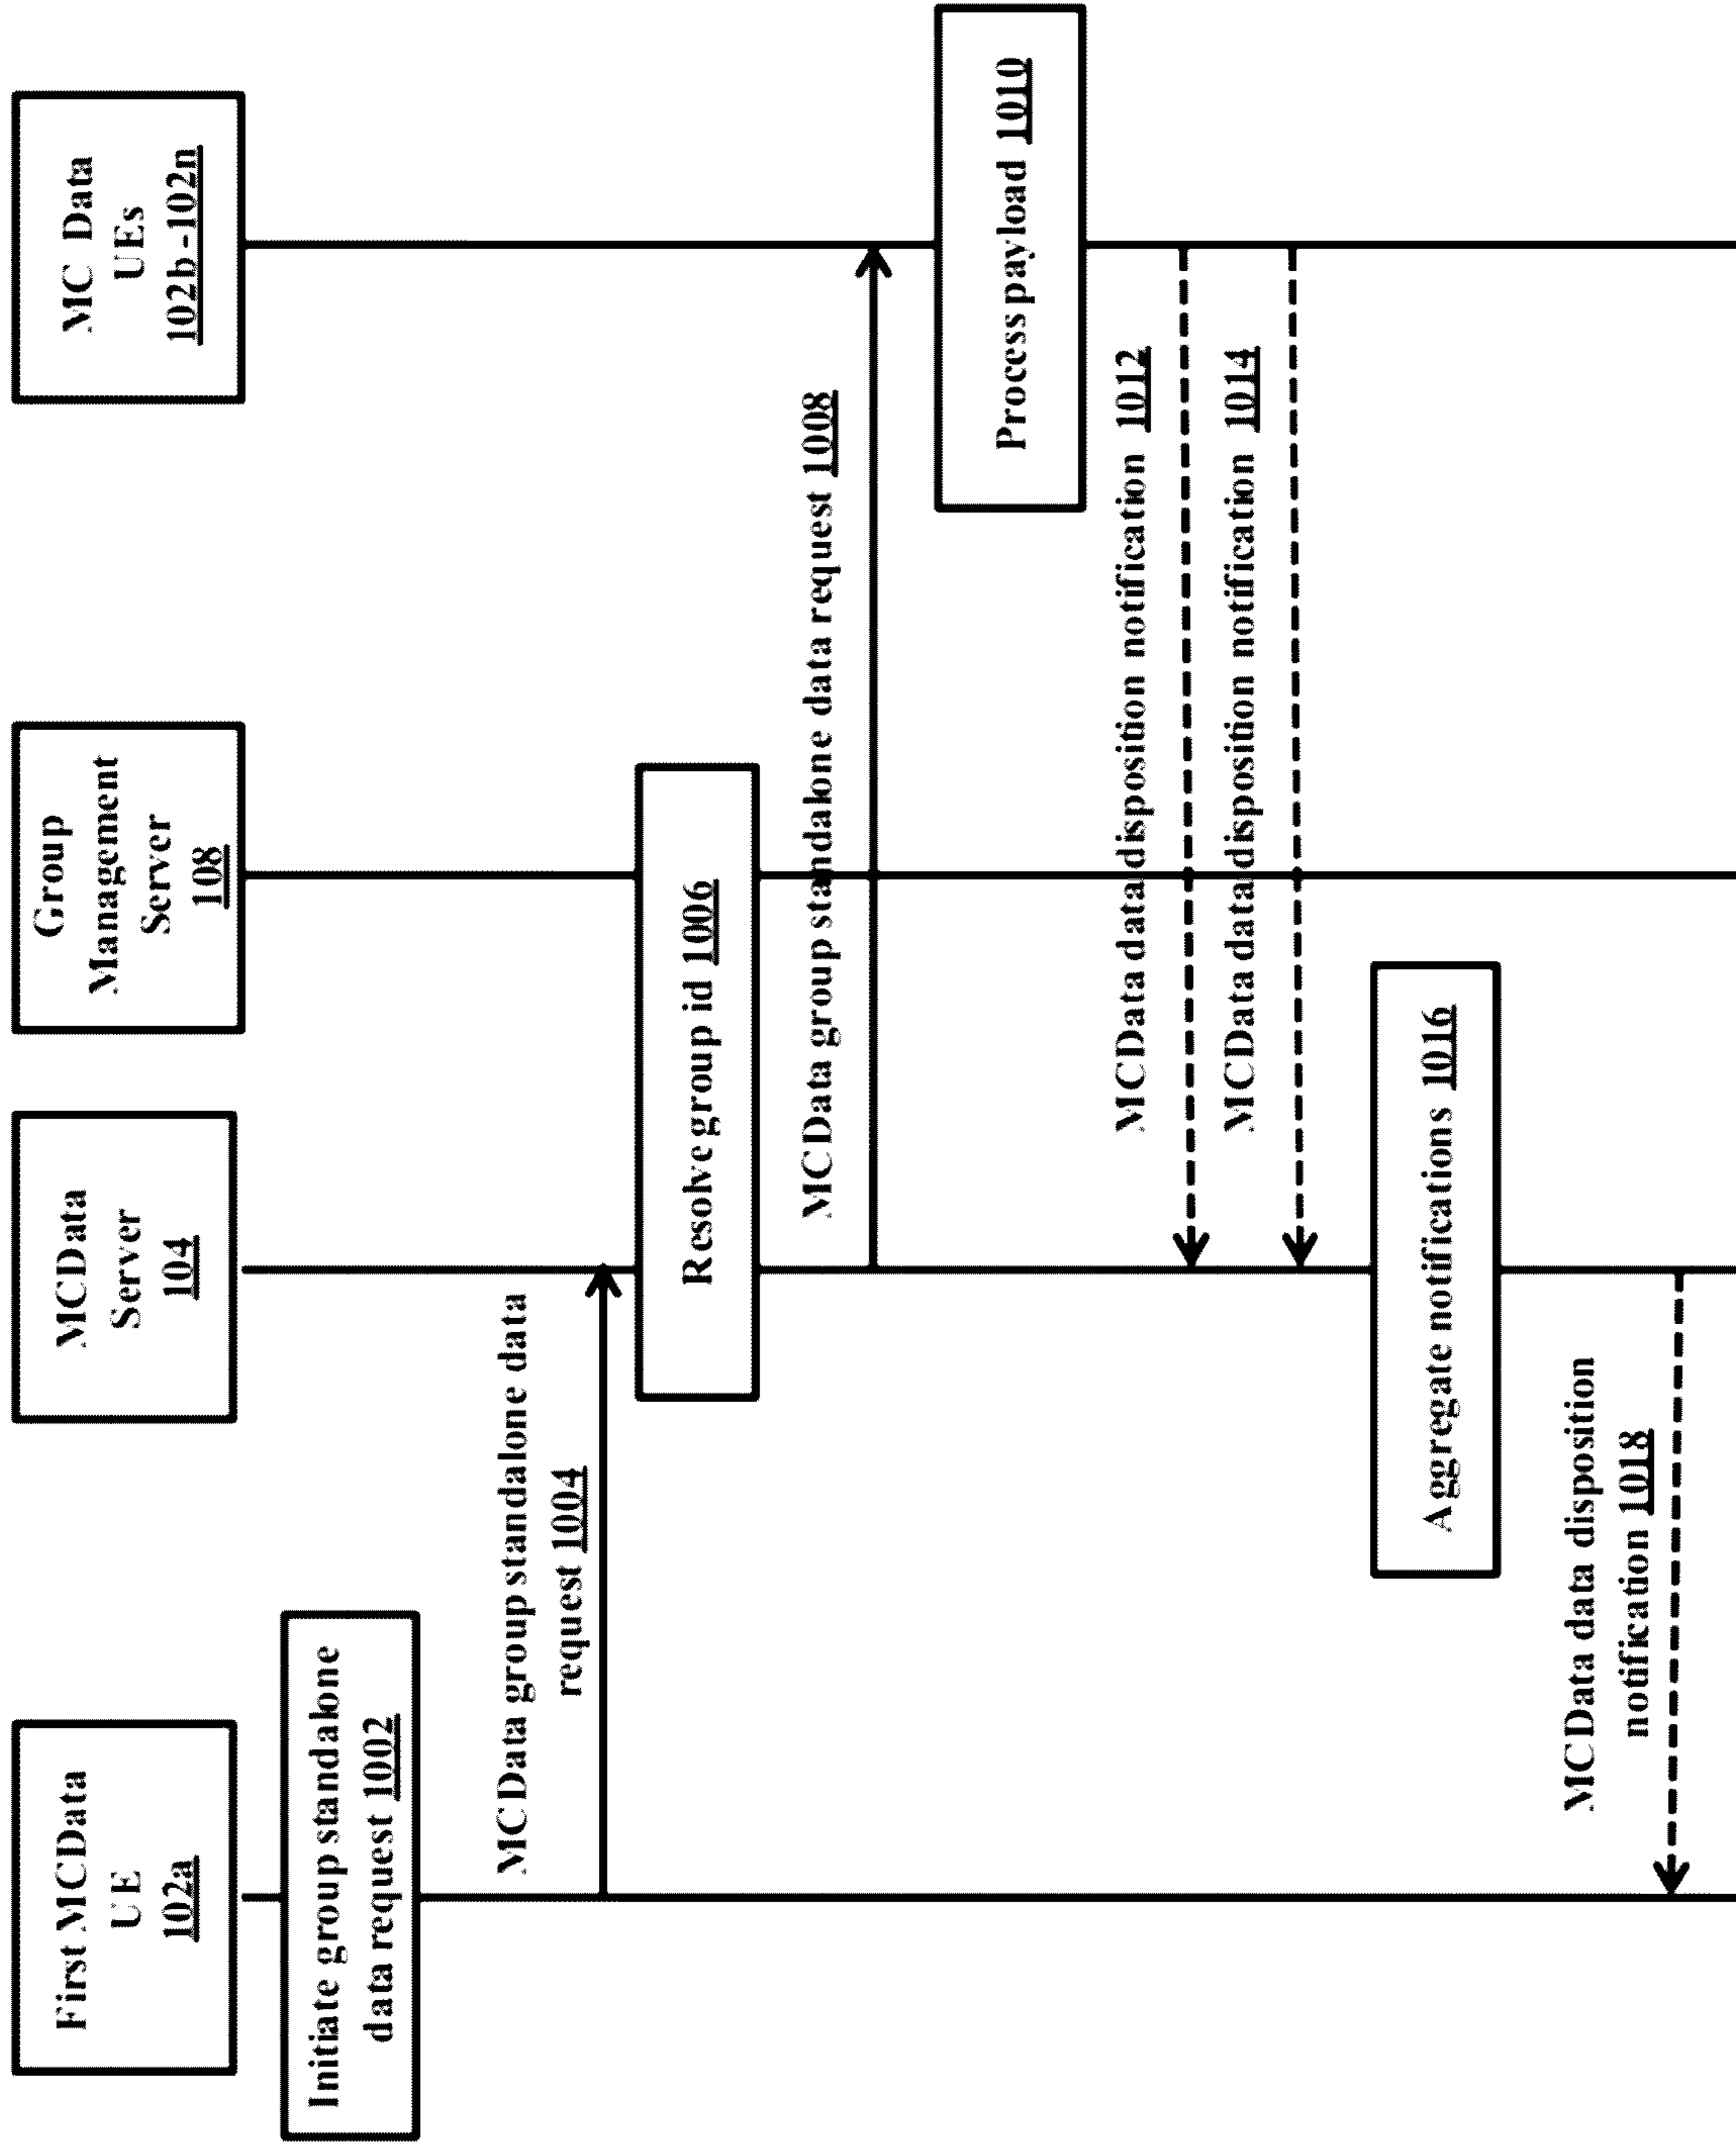 First MCData
UE
102a
MCData
Server
104
Group
Management
Server
108
MC Data
UEs
102b-102n
Initiate group standalone
data request 1002
MCData group standalone data
request 1004
Resolve group id 1006
MCData group standalone data request 1008
Process payload 1010
MCData data disposition notification 1012
MCData data disposition notification 1014
Aggregate notifications 1016
MCData data disposition
notification 1018